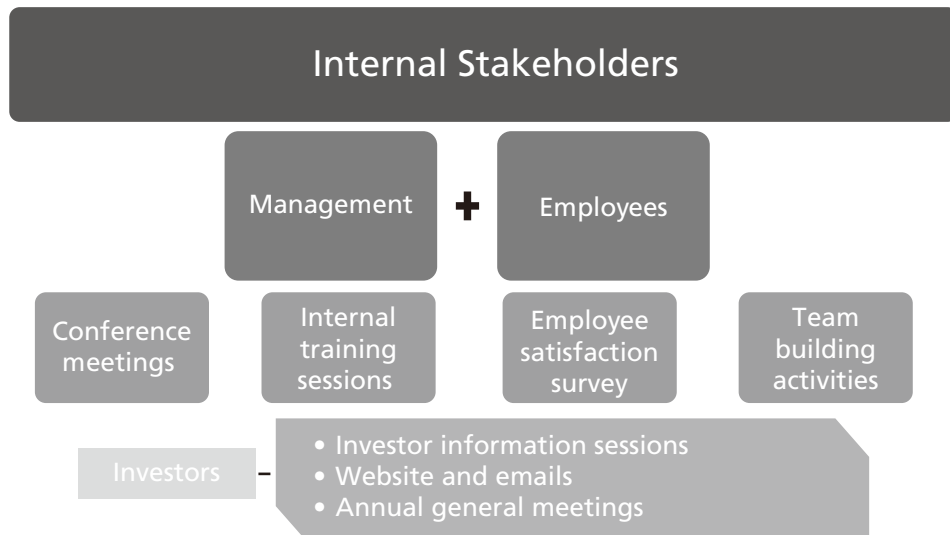 Internal Stakeholders
Management
+
Employees
Conference
meetings
Internal
training
sessions
Employee
satisfaction
survey
Team
building
activities
Investors –
• Investor information sessions
• Website and emails
• Annual general meetings